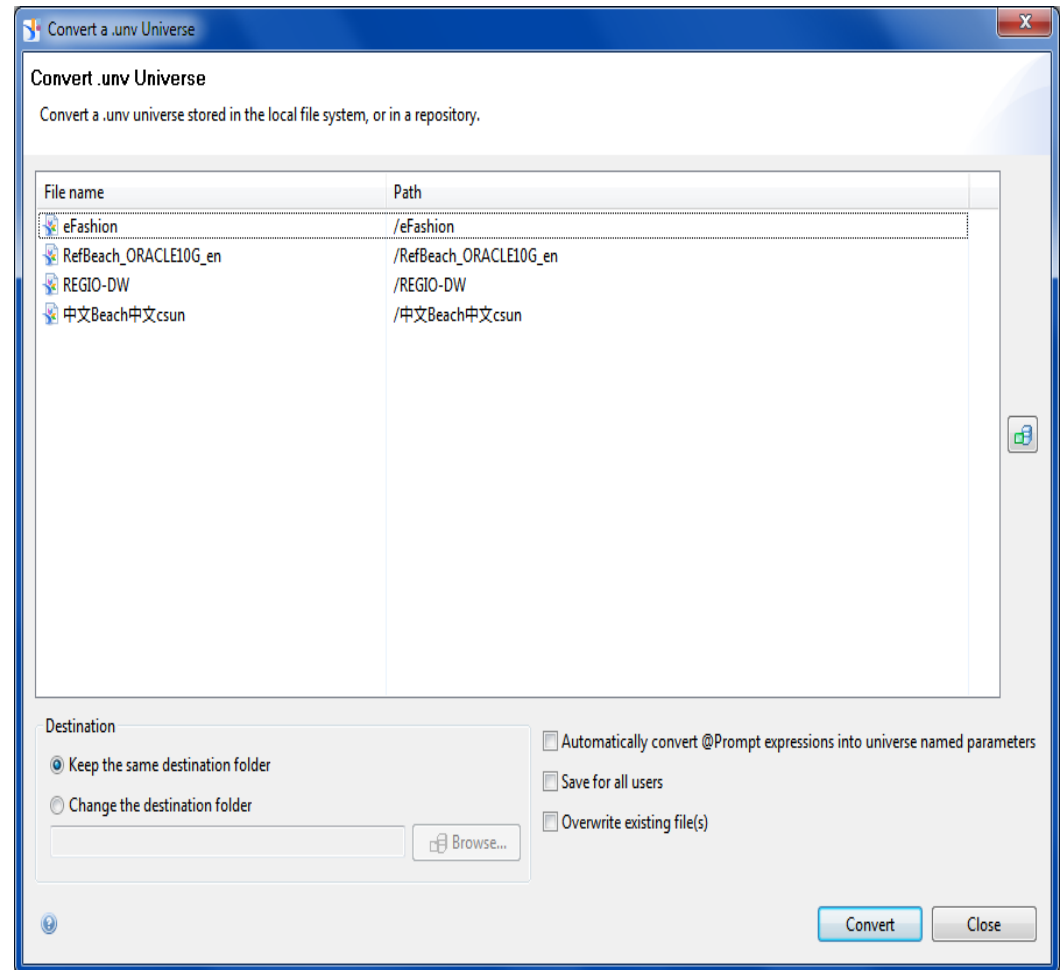 Convert a .unv Universe
X
Convert .unv Universe
Convert a .unv universe stored in the local file system, or in a repository.
File name Path
eFashion /eFashion
RefBeach_ORACLE10G_en /RefBeach_ORACLE10G_en
REGIO-DW /REGIO-DW
中文Beach中文csun /中文Beach中文csun
Destination
Keep the same destination folder
Change the destination folder
Browse...
Automatically convert @Prompt expressions into universe named parameters
Save for all users
Overwrite existing file(s)
?
Convert Close